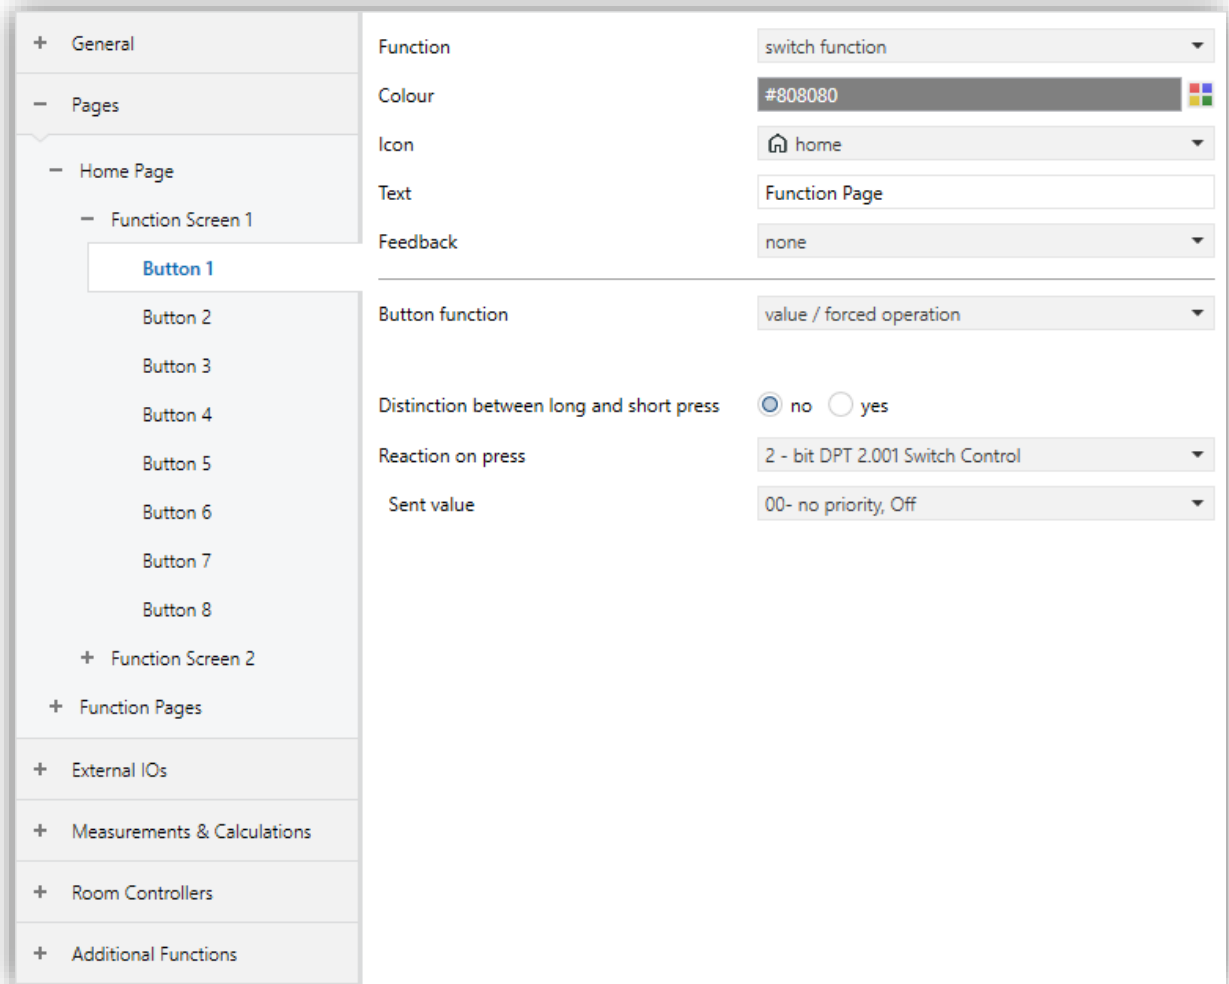 General
Pages
Home Page
Function Screen 1
Button 1
Button 2
Button 3
Button 4
Button 5
Button 6
Button 7
Button 8
Function Screen 2
Function Pages
External IOs
Measurements & Calculations
Room Controllers
Additional Functions
Function switch function
Colour #808080
Icon home
Text Function Page
Feedback none
Button function value / forced operation
Distinction between long and short press no yes
Reaction on press 2 - bit DPT 2.001 Switch Control
Sent value 00- no priority, Off